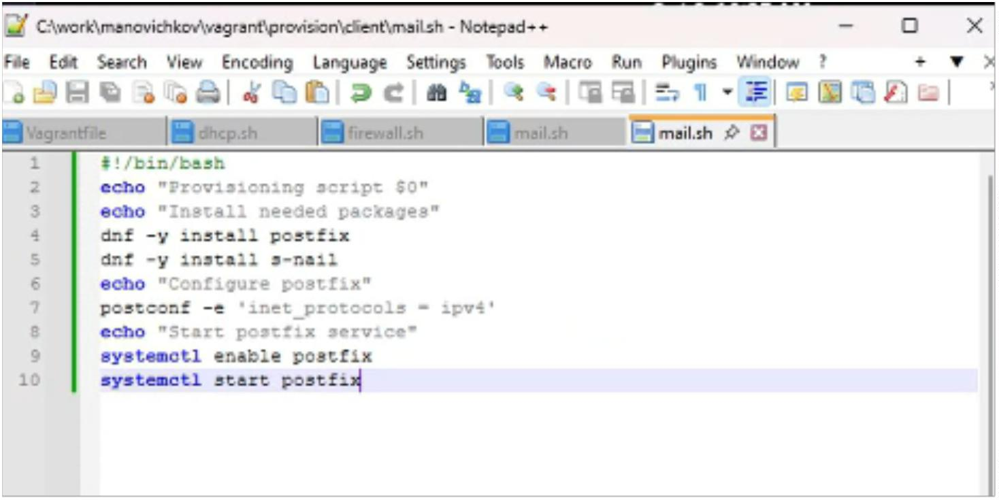 C:\work\manovichkov\vagrant\provision\client\mail.sh - Notepad++
File Edit Search View Encoding Language Settings Tools Macro Run Plugins Window ?
Vagrantfile dhcp.sh firewall.sh mail.sh mail.sh
1 #!/bin/bash
2 echo "Provisioning script $0"
3 echo "Install needed packages"
4 dnf -y install postfix
5 dnf -y install s-nail
6 echo "Configure postfix"
7 postconf -e 'inet_protocols = ipv4'
8 echo "Start postfix service"
9 systemctl enable postfix
10 systemctl start postfix